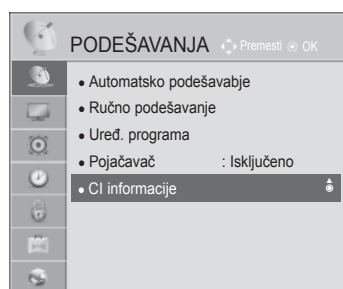 PODEŠAVANJA Premesti OK
• Automatsko podešavabje
• Ručno podešavanje
• Uređ. programa
• Pojačavač : Isključeno
• CI informacije